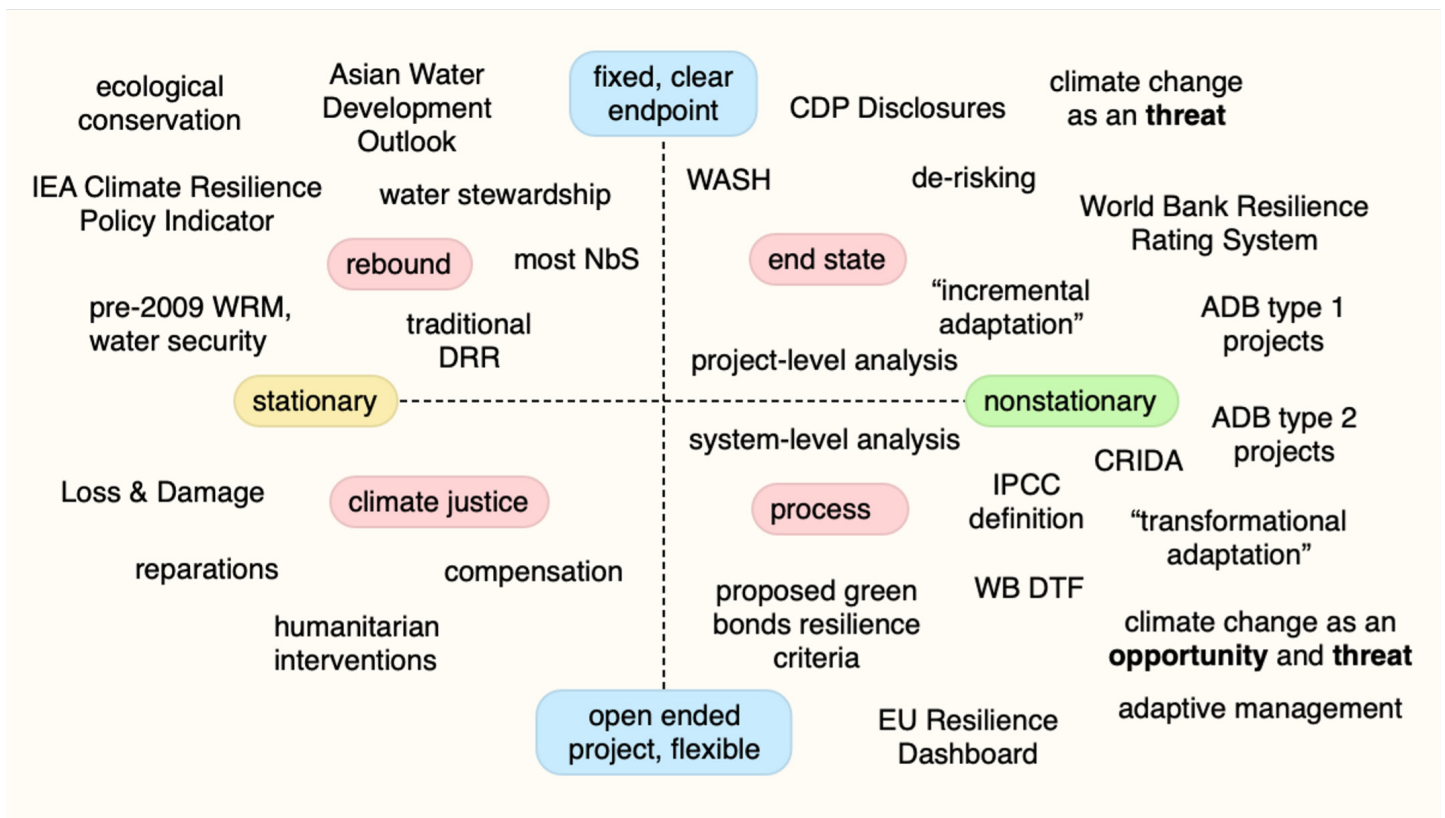 ecological
conservation
Asian Water
Development
Outlook
fixed, clear
endpoint
CDP Disclosures
climate change
as an threat
IEA Climate Resilience
Policy Indicator
water stewardship
WASH
de-risking
World Bank Resilience
Rating System
rebound
most NbS
end state
"incremental
adaptation"
pre-2009 WRM,
water security
traditional
DRR
ADB type 1
projects
project-level analysis
stationary
nonstationary
system-level analysis
ADB type 2
projects
CRIDA
Loss & Damage
climate justice
process
IPCC
definition
“transformational
adaptation”
reparations
compensation
proposed green
bonds resilience
criteria
WB DTF
humanitarian
interventions
climate change as an
opportunity and threat
open ended
project, flexible
EU Resilience
Dashboard
adaptive management